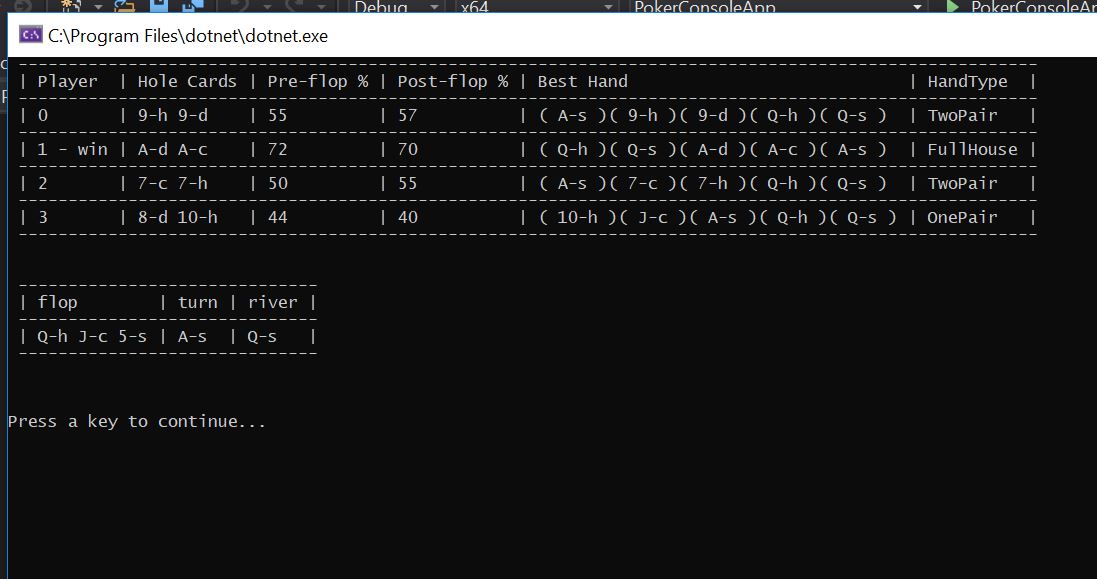 Debug x64 PokerConsoleApp
C:\Program Files\dotnet\dotnet.exe
--------------------------------------------------------------------------------------------------------
| Player  | Hole Cards | Pre-flop % | Post-flop % | Best Hand                            | HandType  |
--------------------------------------------------------------------------------------------------------
| 0       | 9-h 9-d    | 55         | 57          | ( A-s )( 9-h )( 9-d )( Q-h )( Q-s )  | TwoPair   |
--------------------------------------------------------------------------------------------------------
| 1 - win | A-d A-c    | 72         | 70          | ( Q-h )( Q-s )( A-d )( A-c )( A-s )  | FullHouse |
--------------------------------------------------------------------------------------------------------
| 2       | 7-c 7-h    | 50         | 55          | ( A-s )( 7-c )( 7-h )( Q-h )( Q-s )  | TwoPair   |
--------------------------------------------------------------------------------------------------------
| 3       | 8-d 10-h   | 44         | 40          | ( 10-h )( J-c )( A-s )( Q-h )( Q-s ) | OnePair   |
--------------------------------------------------------------------------------------------------------
------------------------------
| flop        | turn | river |
------------------------------
| Q-h J-c 5-s | A-s  | Q-s   |
------------------------------
Press a key to continue...